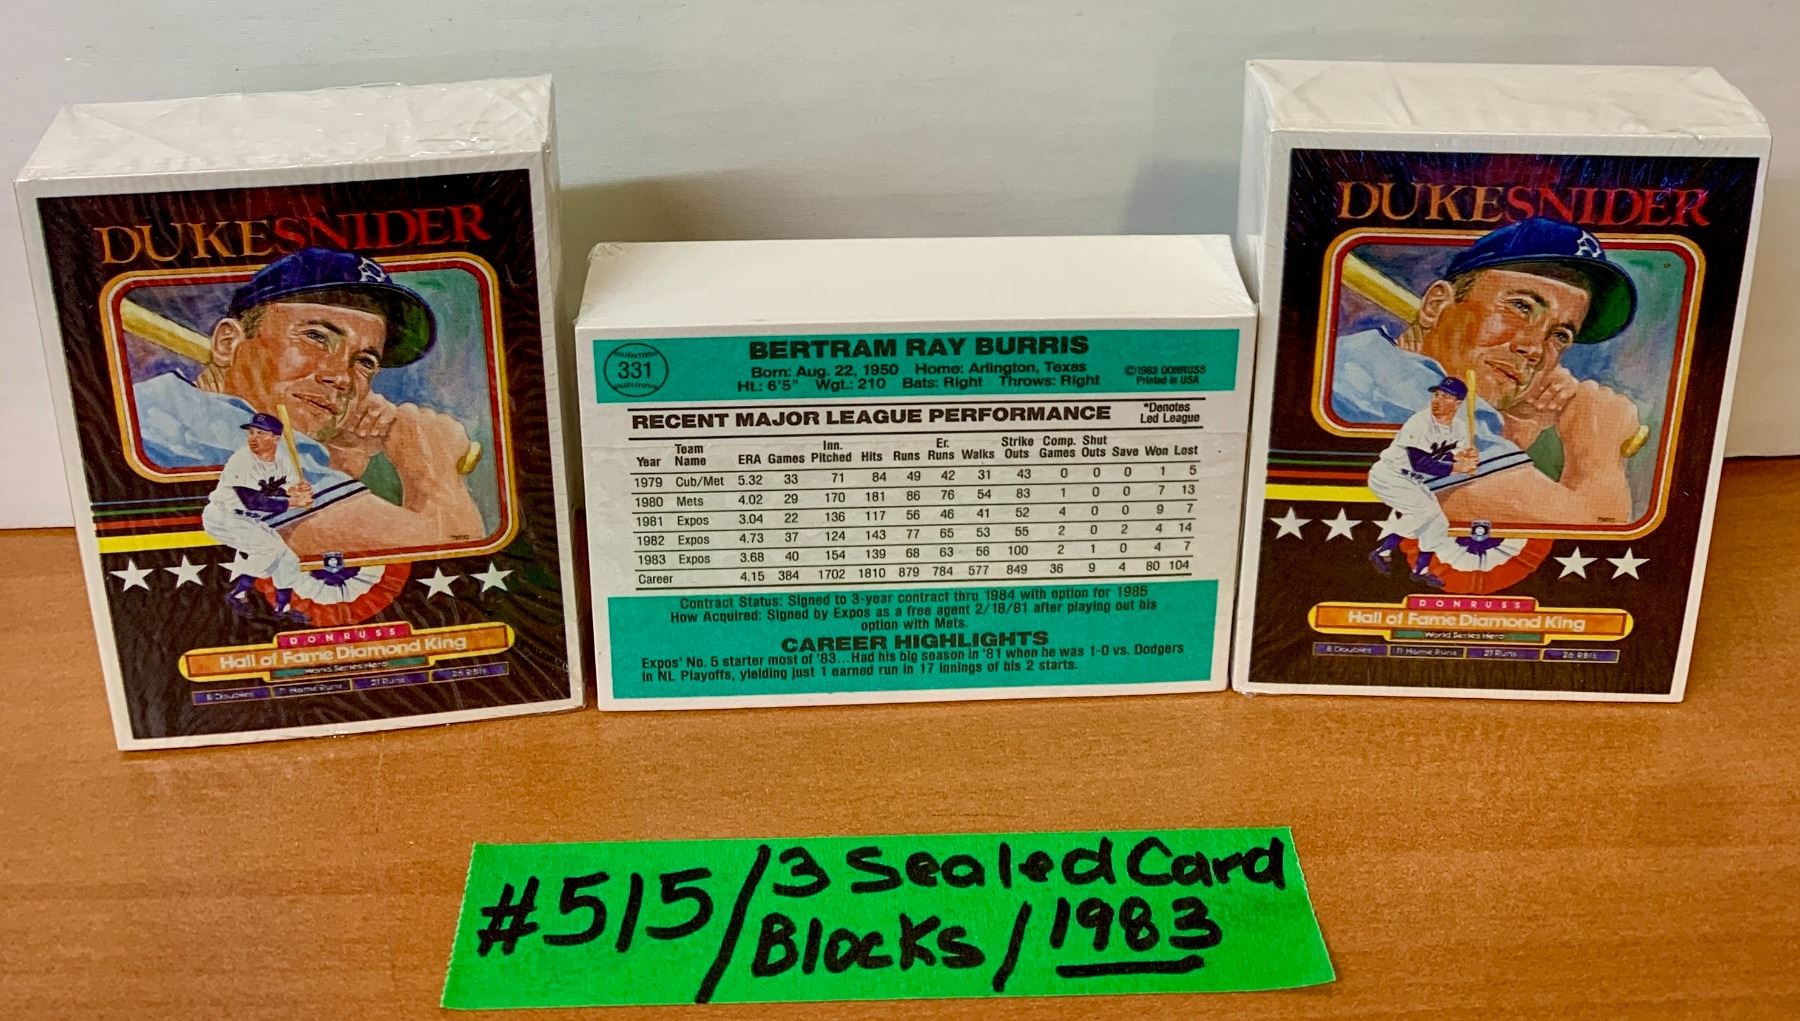 DUKE SNIDER
DONRUSS
Hall of Fame Diamond King
World Series Hero
8 Doubles 11 Home Runs 21 Runs 26 RBIs
331
BERTRAM RAY BURRIS
Born: Aug. 22, 1950 Home: Arlington, Texas
Ht.: 6'5" Wgt.: 210 Bats: Right Throws: Right
©1983 DONRUSS
Printed in USA
RECENT MAJOR LEAGUE PERFORMANCE
*Denotes
Led League
Year Team Name ERA Games Inn. Pitched Hits Runs Er. Runs Walks Strike Outs Comp. Games Shut Outs Save Won Lost
1979 Cub/Met 5.32 33 71 84 49 42 31 43 0 0 0 1 5
1980 Mets 4.02 29 170 181 86 76 54 83 1 0 0 7 13
1981 Expos 3.04 22 136 117 56 46 41 52 4 0 0 9 7
1982 Expos 4.73 37 124 143 77 65 53 55 2 0 2 4 14
1983 Expos 3.68 40 154 139 68 63 56 100 2 1 0 4 7
Career 4.15 384 1702 1810 879 784 577 849 36 9 4 80 104
Contract Status: Signed to 3-year contract thru 1984 with option for 1985
How Acquired: Signed by Expos as a free agent 2/18/81 after playing out his
option with Mets.
CAREER HIGHLIGHTS
Expos' No. 5 starter most of '83...Had his big season in '81 when he was 1-0 vs. Dodgers
in NL Playoffs, yielding just 1 earned run in 17 innings of his 2 starts.
DUKE SNIDER
DONRUSS
Hall of Fame Diamond King
World Series Hero
8 Doubles 11 Home Runs 21 Runs 26 RBIs
#515/3 Sealed Card
Blocks/1983